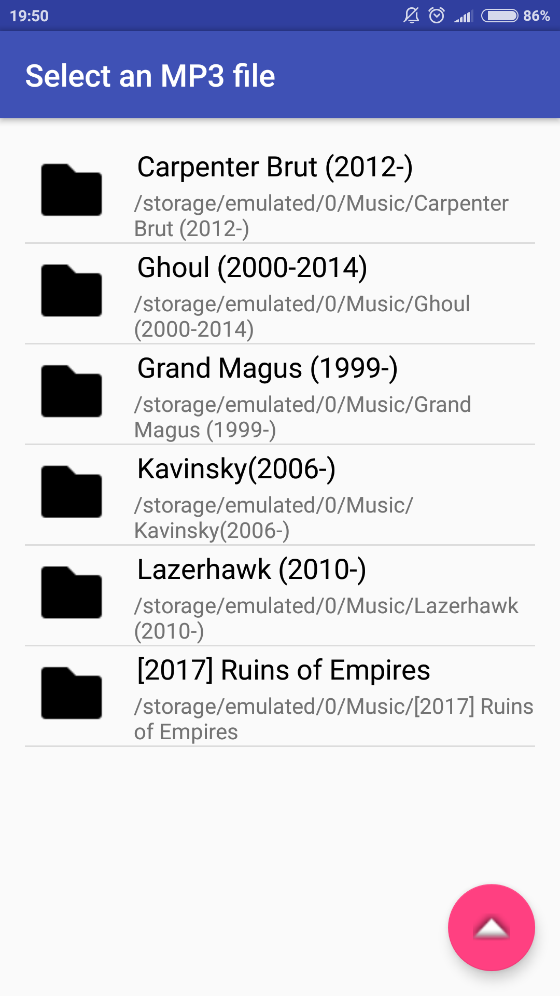 19:50 86%
Select an MP3 file
Carpenter Brut (2012-)
/storage/emulated/0/Music/Carpenter
Brut (2012-)
Ghoul (2000-2014)
/storage/emulated/0/Music/Ghoul
(2000-2014)
Grand Magus (1999-)
/storage/emulated/0/Music/Grand
Magus (1999-)
Kavinsky(2006-)
/storage/emulated/0/Music/
Kavinsky(2006-)
Lazerhawk (2010-)
/storage/emulated/0/Music/Lazerhawk
(2010-)
[2017] Ruins of Empires
/storage/emulated/0/Music/[2017] Ruins
of Empires